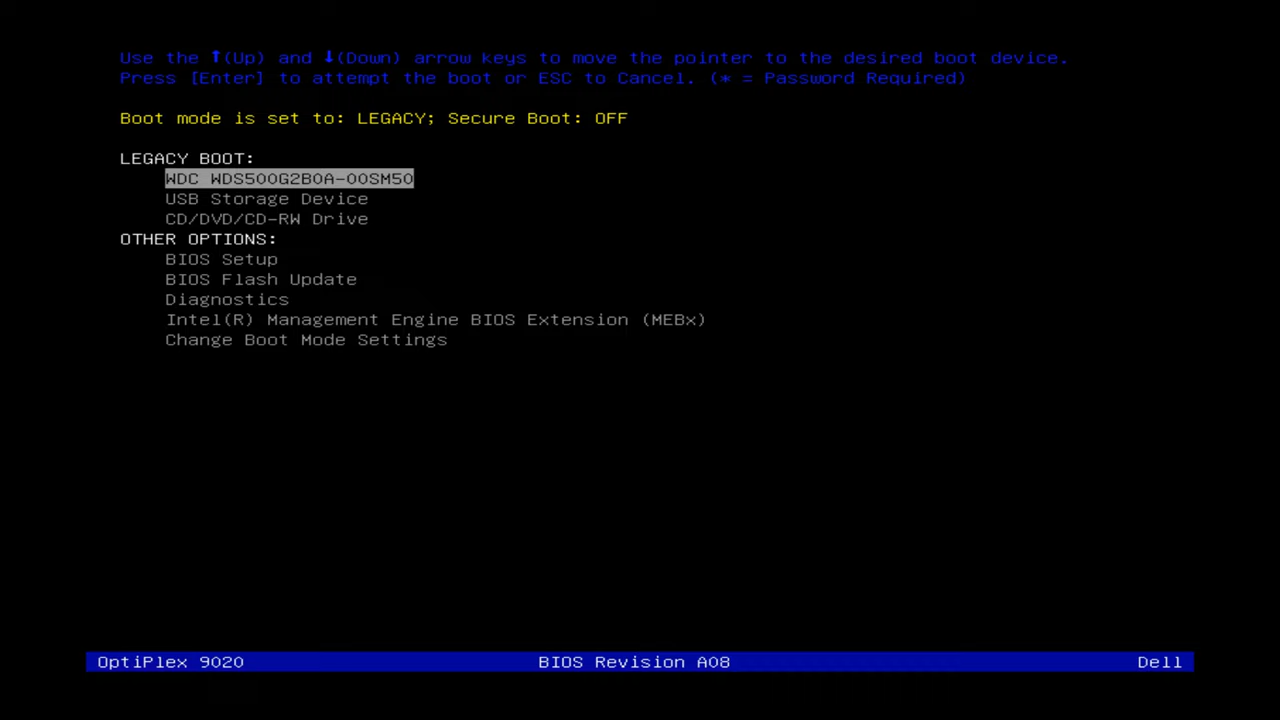 Use the ↑(Up) and ↓(Down) arrow keys to move the pointer to the desired boot device.
Press [Enter] to attempt the boot or ESC to Cancel. (* = Password Required)
Boot mode is set to: LEGACY; Secure Boot: OFF
LEGACY BOOT:
WDC WDS500G2B0A-00SM50
USB Storage Device
CD/DVD/CD-RW Drive
OTHER OPTIONS:
BIOS Setup
BIOS Flash Update
Diagnostics
Intel(R) Management Engine BIOS Extension (MEBx)
Change Boot Mode Settings
OptiPlex 9020 BIOS Revision A08 Dell